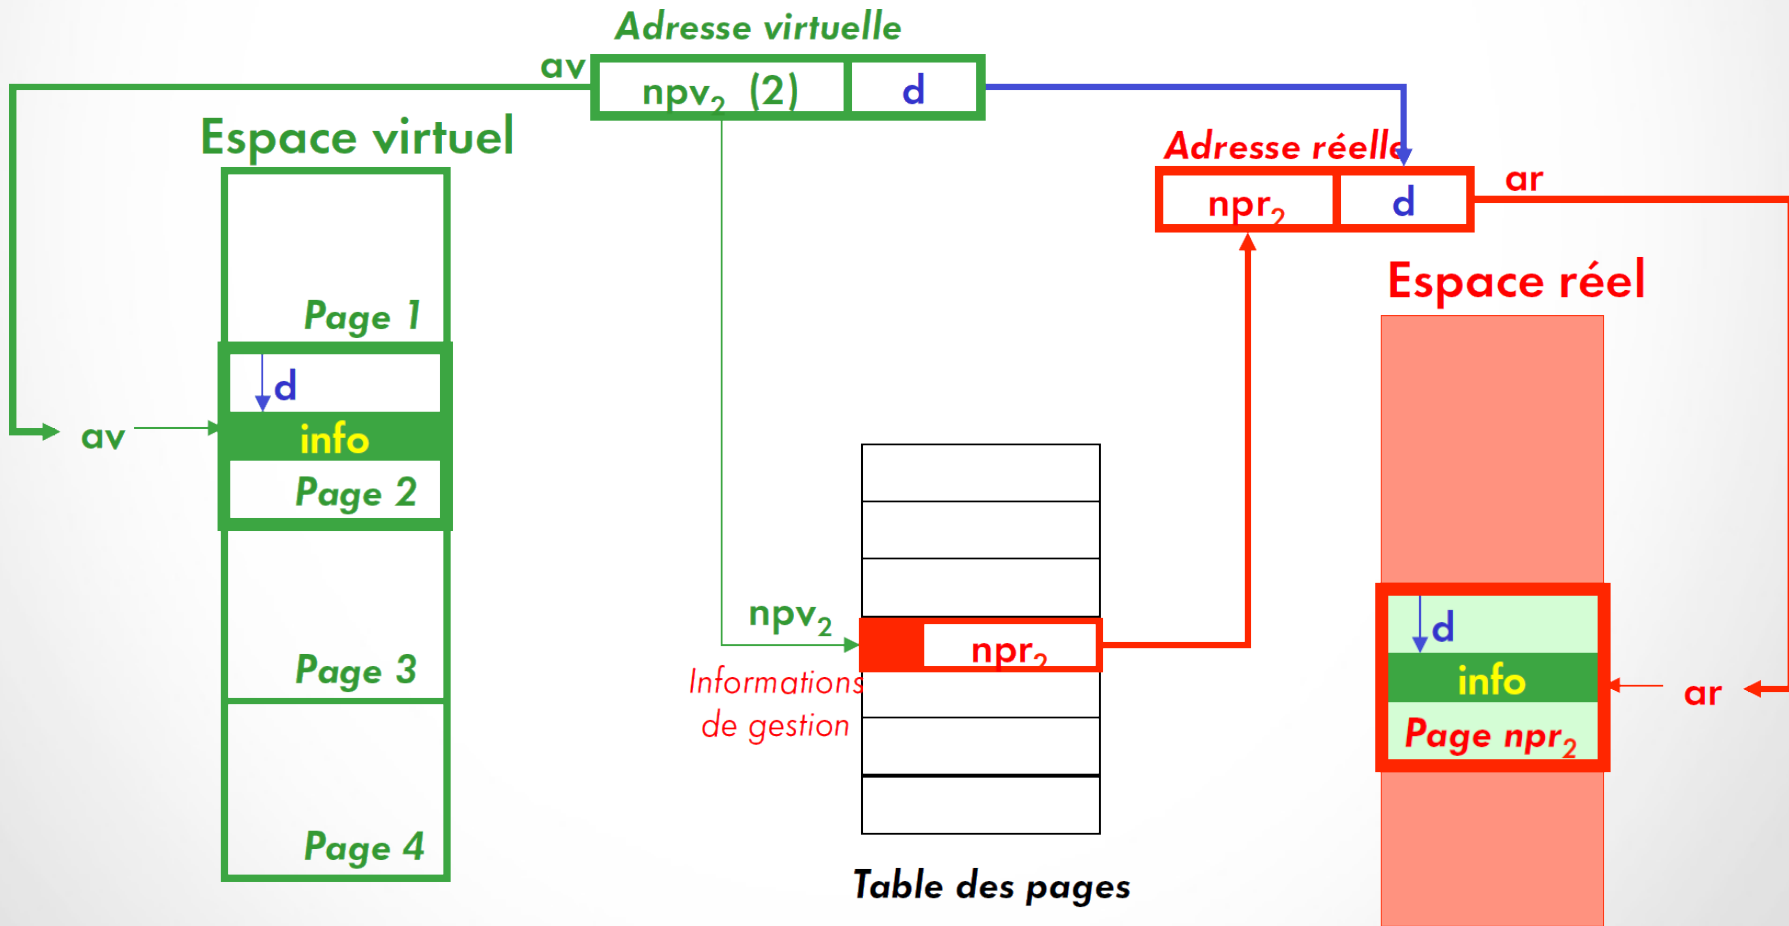 Adresse virtuelle
av
npv2 (2)
d
Espace virtuel
Adresse réelle
npr2
d
ar
Espace réel
Page 1
d
av
info
Page 2
Page 3
Page 4
npv2
npr2
Informations
de gestion
Table des pages
d
info
ar
Page npr2